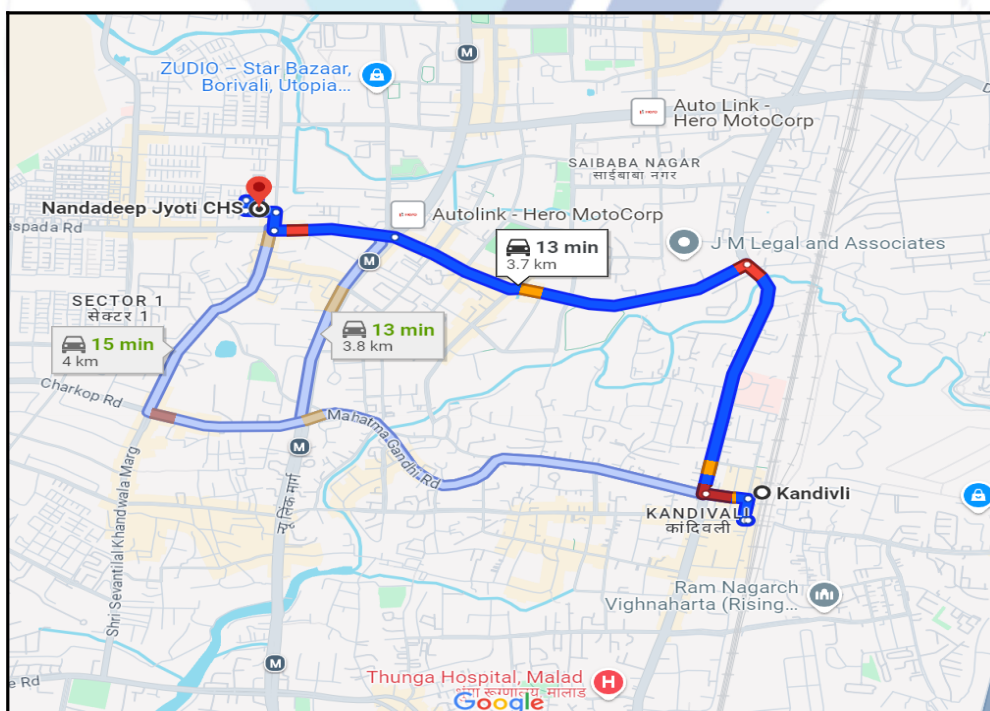 M
ZUDIO – Star Bazaar,
Borivali, Utopia...
Auto Link -
Hero MotoCorp
SAIBABA NAGAR
साईबाबा नगर
Nandadeep Jyoti CHS
aspada Rd
Autolink - Hero MotoCorp
M
13 min
3.7 km
J M Legal and Associates
SECTOR 1
सेक्टर 1
15 min
4 km
13 min
3.8 km
Charkop Rd
Mahatma Gandhi Rd
M
Shri Sevantilal Khandwala Marg
न्यू लिंक मार्ग
Kandivli
KANDIVALI
कांदिवली
Ram Nagarch
Vighnaharta (Rising...
M
e Rd
Thunga Hospital, Malad
H
Google